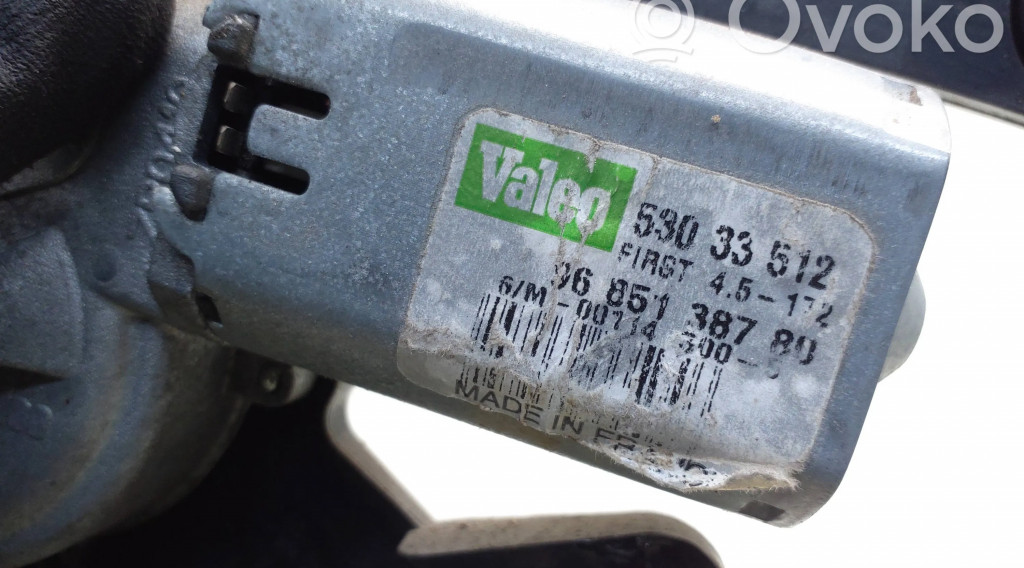 Ovoko
Valeo
530 33 512
FIRST 4.5-172
96 851 387 80
MADE IN